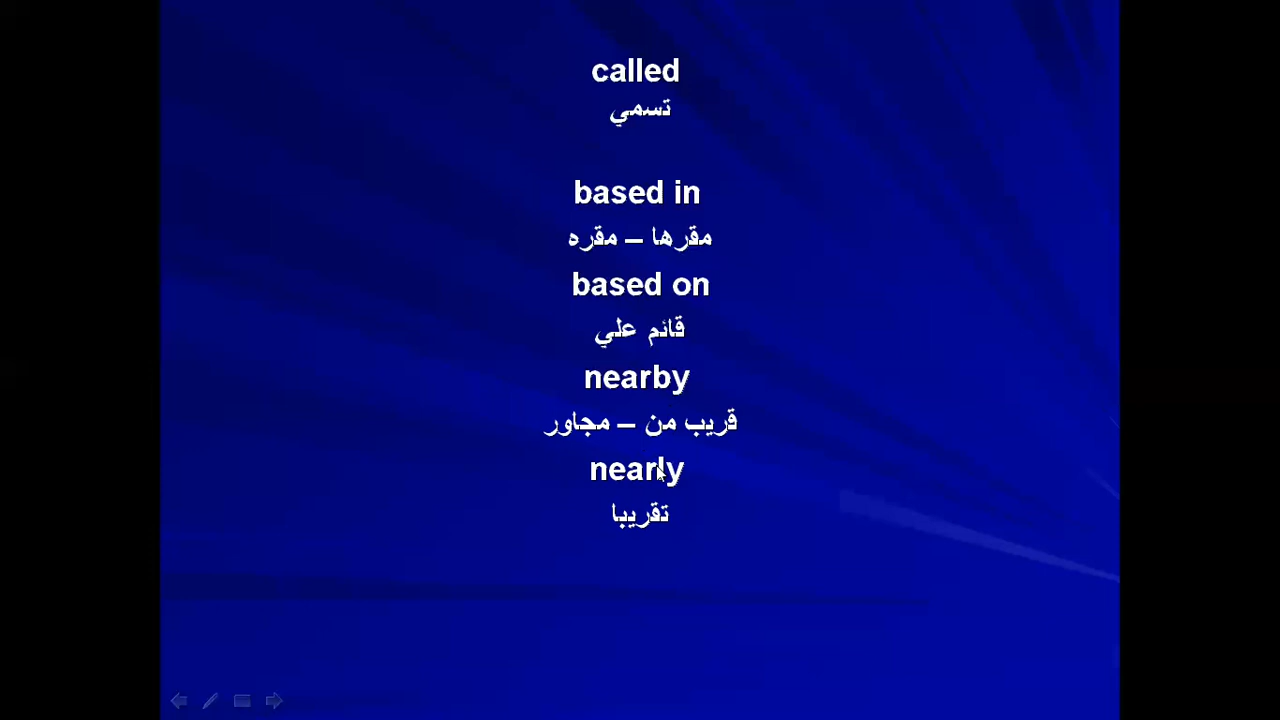 called
تسمي
based in
مقرها – مقره
based on
قائم علي
nearby
قريب من – مجاور
nearly
تقريبا